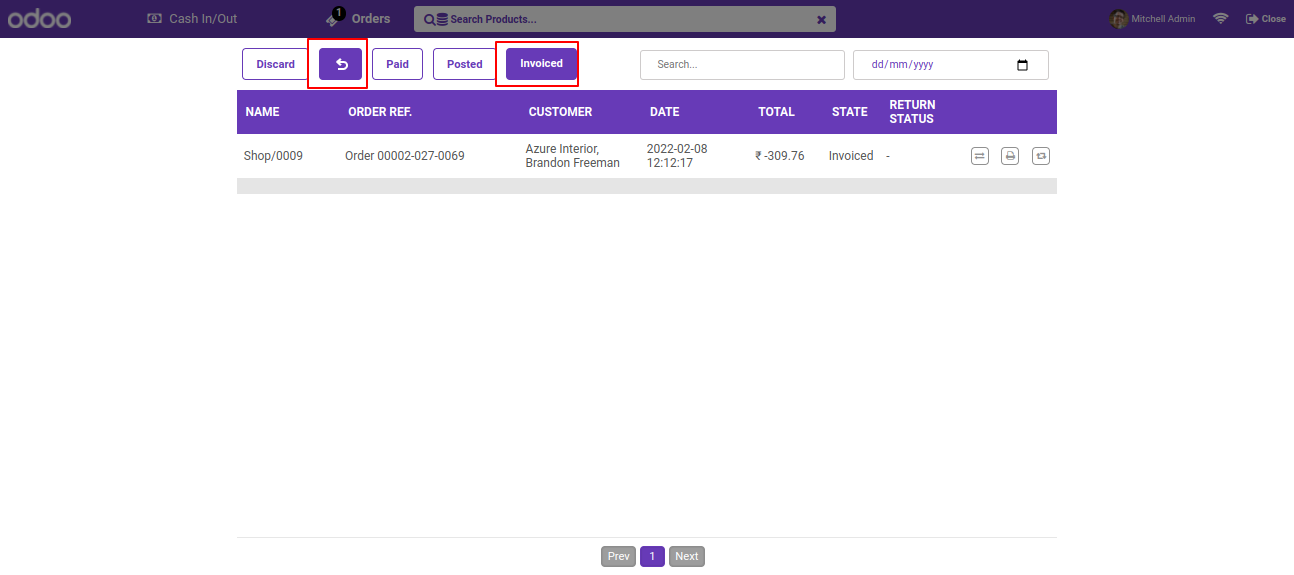 odoo
Cash In/Out
1
Orders
Search Products...
Mitchell Admin
Close
Discard
Paid
Posted
Invoiced
Search...
dd/mm/yyyy
NAME
ORDER REF.
CUSTOMER
DATE
TOTAL
STATE
RETURN
STATUS
Shop/0009
Order 00002-027-0069
Azure Interior,
Brandon Freeman
2022-02-08
12:12:17
₹ -309.76
Invoiced
-
Prev
1
Next